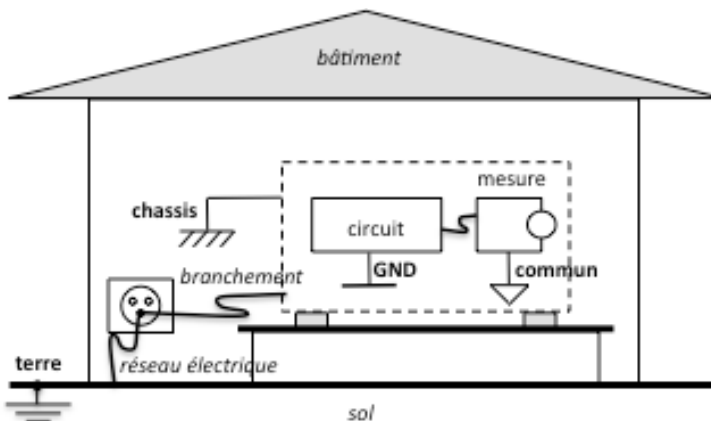 bâtiment
mesure
chassis
circuit
GND
commun
branchement
terre
réseau électrique
sol